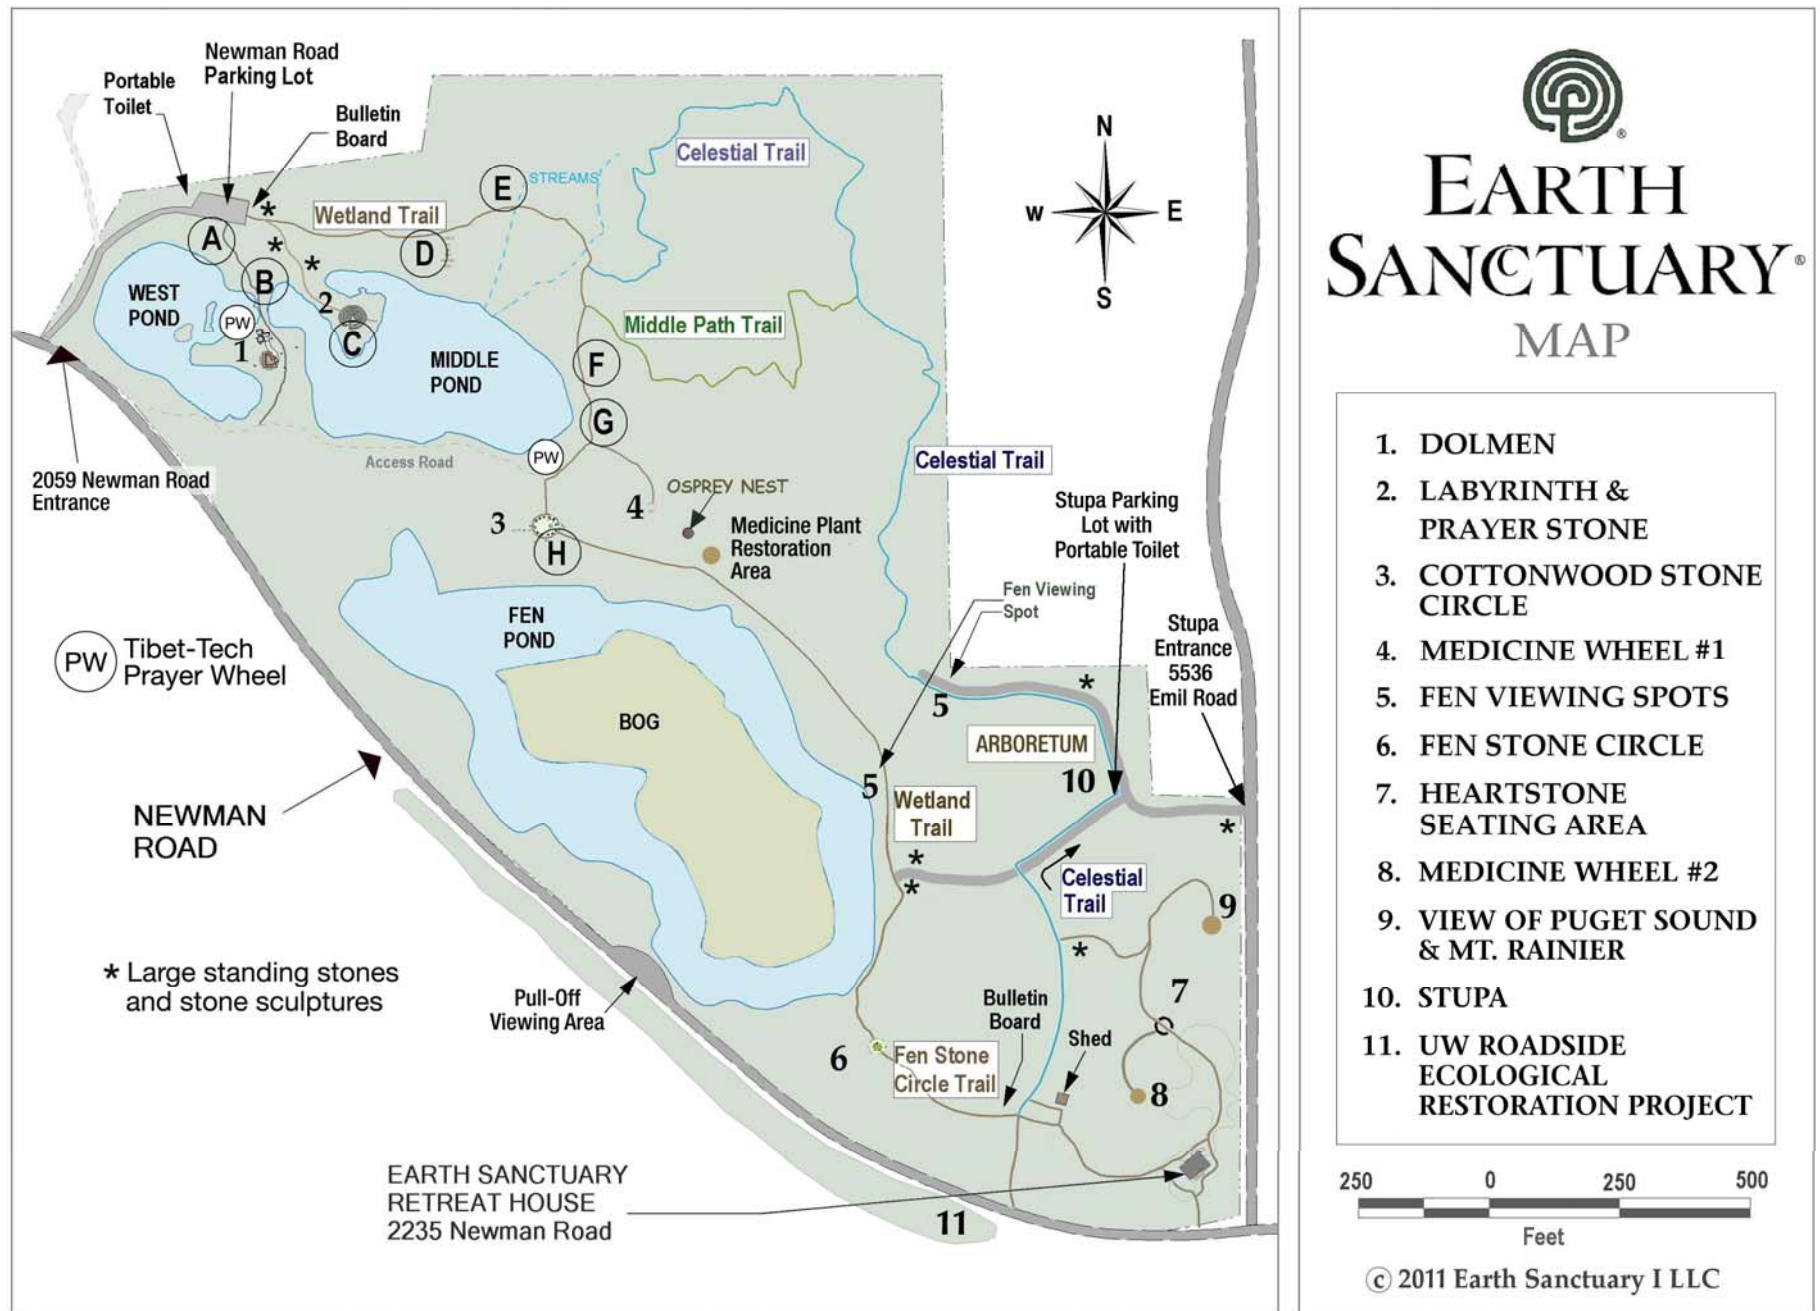 Newman Road
Parking Lot
Portable
Toilet
Bulletin
Board
Celestial Trail
N
W
E
S
E
STREAMS
Wetland Trail
*
A
*
D
*
B
WEST
POND
2
PW
1
C
Middle Path Trail
MIDDLE
POND
F
G
PW
Access Road
Celestial Trail
2059 Newman Road
Entrance
OSPREY NEST
4
3
H
Medicine Plant
Restoration
Area
Stupa Parking
Lot with
Portable Toilet
Fen Viewing
Spot
FEN
POND
Stupa
Entrance
5536
Emil Road
PW Tibet-Tech
Prayer Wheel
BOG
*
5
ARBORETUM
10
5
Wetland
Trail
*
NEWMAN
ROAD
*
*
Celestial
Trail
9
*
* Large standing stones
and stone sculptures
Pull-Off
Viewing Area
7
Bulletin
Board
Shed
6
Fen Stone
Circle Trail
8
EARTH SANCTUARY
RETREAT HOUSE
2235 Newman Road
11
®
EARTH
SANCTUARY®
MAP
1. DOLMEN
2. LABYRINTH &
PRAYER STONE
3. COTTONWOOD STONE
CIRCLE
4. MEDICINE WHEEL #1
5. FEN VIEWING SPOTS
6. FEN STONE CIRCLE
7. HEARTSTONE
SEATING AREA
8. MEDICINE WHEEL #2
9. VIEW OF PUGET SOUND
& MT. RAINIER
10. STUPA
11. UW ROADSIDE
ECOLOGICAL
RESTORATION PROJECT
250 0 250 500
Feet
© 2011 Earth Sanctuary I LLC